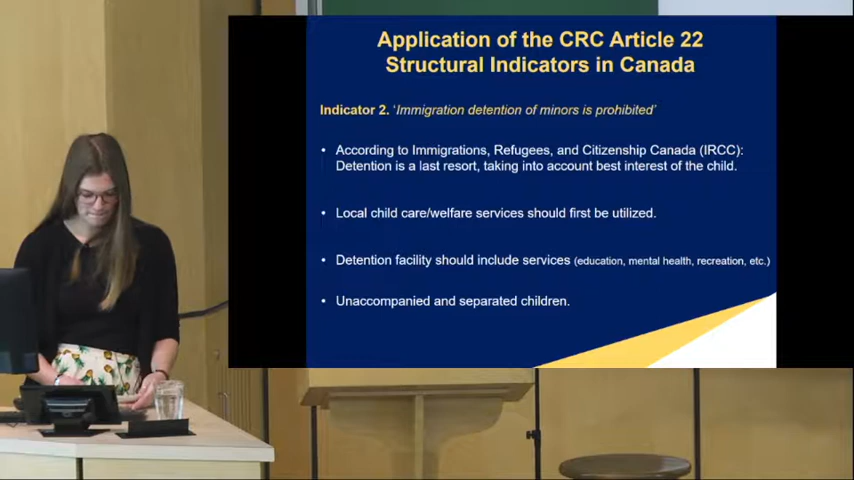 Application of the CRC Article 22
Structural Indicators in Canada
Indicator 2. 'Immigration detention of minors is prohibited'
• According to Immigrations, Refugees, and Citizenship Canada (IRCC):
Detention is a last resort, taking into account best interest of the child.
• Local child care/welfare services should first be utilized.
• Detention facility should include services (education, mental health, recreation, etc.)
• Unaccompanied and separated children.